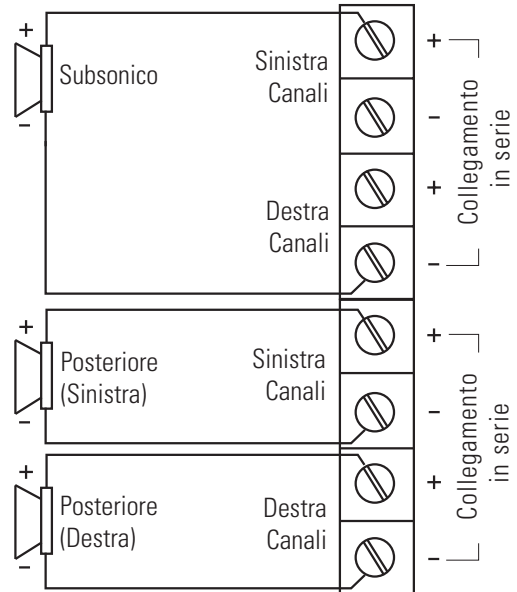 +
Subsonico
-
Sinistra
Canali
Destra
Canali
+
-
+
-
Collegamento
in serie
+
Posteriore
(Sinistra)
-
Sinistra
Canali
+
Posteriore
(Destra)
-
Destra
Canali
+
-
+
-
Collegamento
in serie